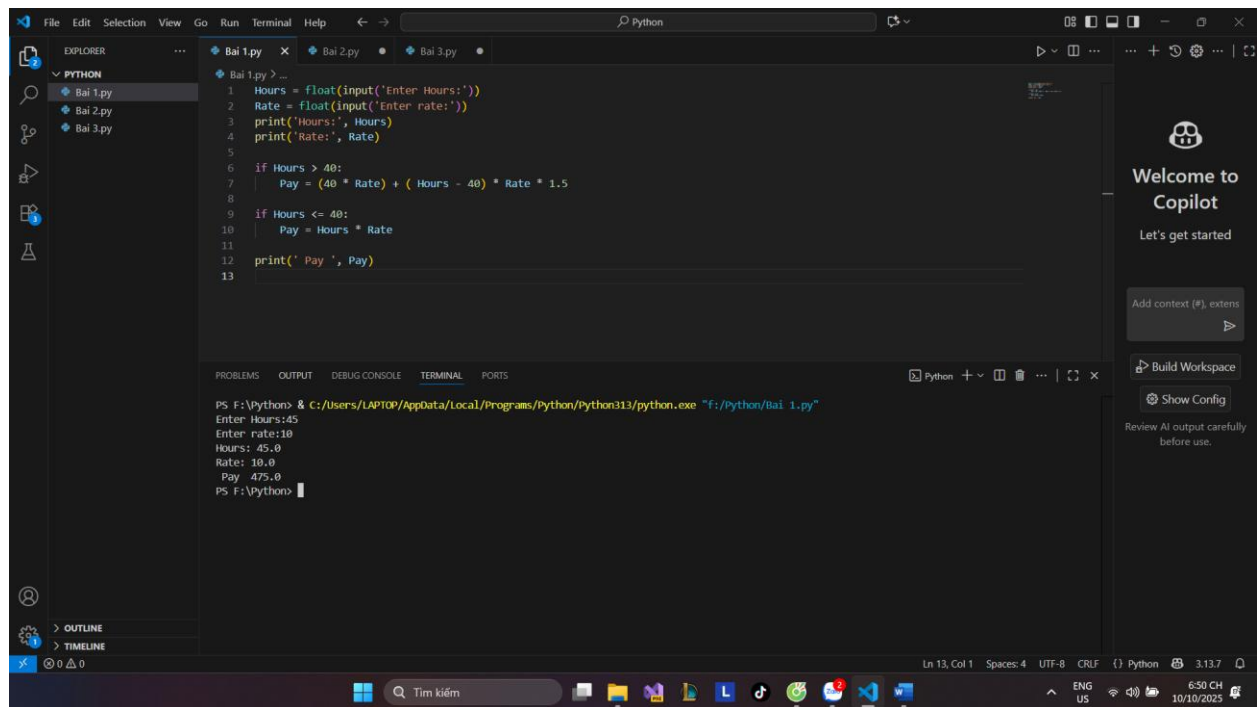 File Edit Selection View Go Run Terminal Help
Python
EXPLORER
PYTHON
Bai 1.py
Bai 2.py
Bai 3.py
Bai 1.py Bai 2.py Bai 3.py
Bai 1.py > ...
1 Hours = float(input('Enter Hours:'))
2 Rate = float(input('Enter rate:'))
3 print('Hours:', Hours)
4 print('Rate:', Rate)
5
6 if Hours > 40:
7 Pay = (40 * Rate) + ( Hours - 40) * Rate * 1.5
8
9 if Hours <= 40:
10 Pay = Hours * Rate
11
12 print(' Pay ', Pay)
13
PROBLEMS OUTPUT DEBUG CONSOLE TERMINAL PORTS
Python
PS F:\Python> & C:/Users/LAPTOP/AppData/Local/Programs/Python/Python313/python.exe "f:/Python/Bai 1.py"
Enter Hours:45
Enter rate:10
Hours: 45.0
Rate: 10.0
 Pay  475.0
PS F:\Python>
Welcome to
Copilot
Let's get started
Add context (#), extens
Build Workspace
Show Config
Review AI output carefully
before use.
OUTLINE
TIMELINE
0 0
Ln 13, Col 1 Spaces: 4 UTF-8 CRLF {} Python 3.13.7
Tìm kiếm
ENG
US
6:50 CH
10/10/2025